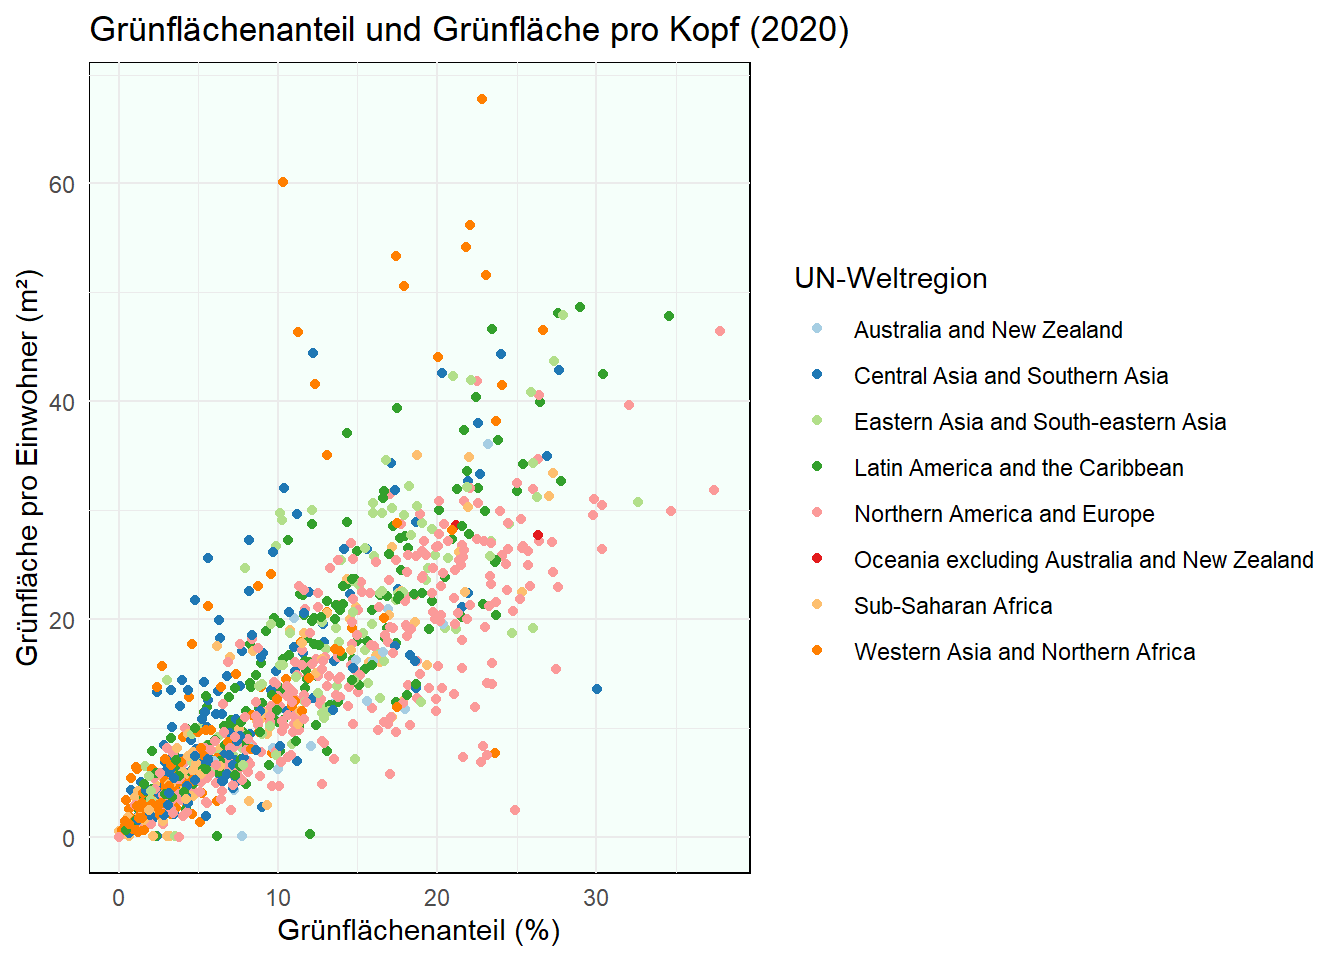 Grünflächenanteil und Grünfläche pro Kopf (2020)
Grünfläche pro Einwohner (m²)
60
40
20
0
0 10 20 30
Grünflächenanteil (%)
UN-Weltregion
Australia and New Zealand
Central Asia and Southern Asia
Eastern Asia and South-eastern Asia
Latin America and the Caribbean
Northern America and Europe
Oceania excluding Australia and New Zealand
Sub-Saharan Africa
Western Asia and Northern Africa